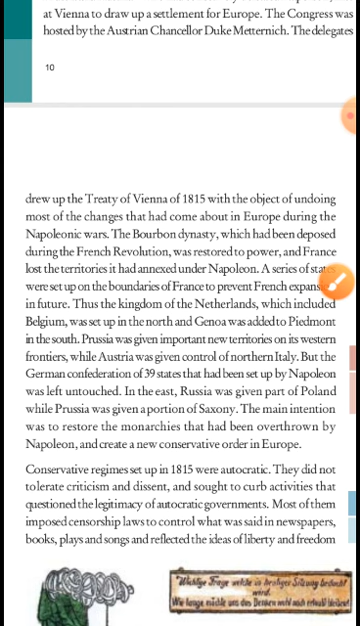 at Vienna to draw up a settlement for Europe. The Congress was
hosted by the Austrian Chancellor Duke Metternich. The delegates
10
drew up the Treaty of Vienna of 1815 with the object of undoing
most of the changes that had come about in Europe during the
Napoleonic wars. The Bourbon dynasty, which had been deposed
during the French Revolution, was restored to power, and France
lost the territories it had annexed under Napoleon. A series of
were set up on the boundaries of France to prevent French
in future. Thus the kingdom of the Netherlands, which included
Belgium, was set up in the north and Genoa was added to Piedmont
in the south. Prussia was given important new territories on its western
frontiers, while Austria was given control of northern Italy. But the
German confederation of 39 states that had been set up by Napoleon
was left untouched. In the east, Russia was given part of Poland
while Prussia was given a portion of Saxony. The main intention
was to restore the monarchies that had been overthrown by
Napoleon, and create a new conservative order in Europe.
Conservative regimes set up in 1815 were autocratic. They did not
tolerate criticism and dissent, and sought to curb activities that
questioned the legitimacy of autocratic governments. Most of them
imposed censorship laws to control what was said in newspapers,
books, plays and songs and reflected the ideas of liberty and freedom
Wichtige Frage welche in heutiger Sitzung bedacht
wird.
Wie lange möchte uns das Denken wohl noch erlaubt bleiben?